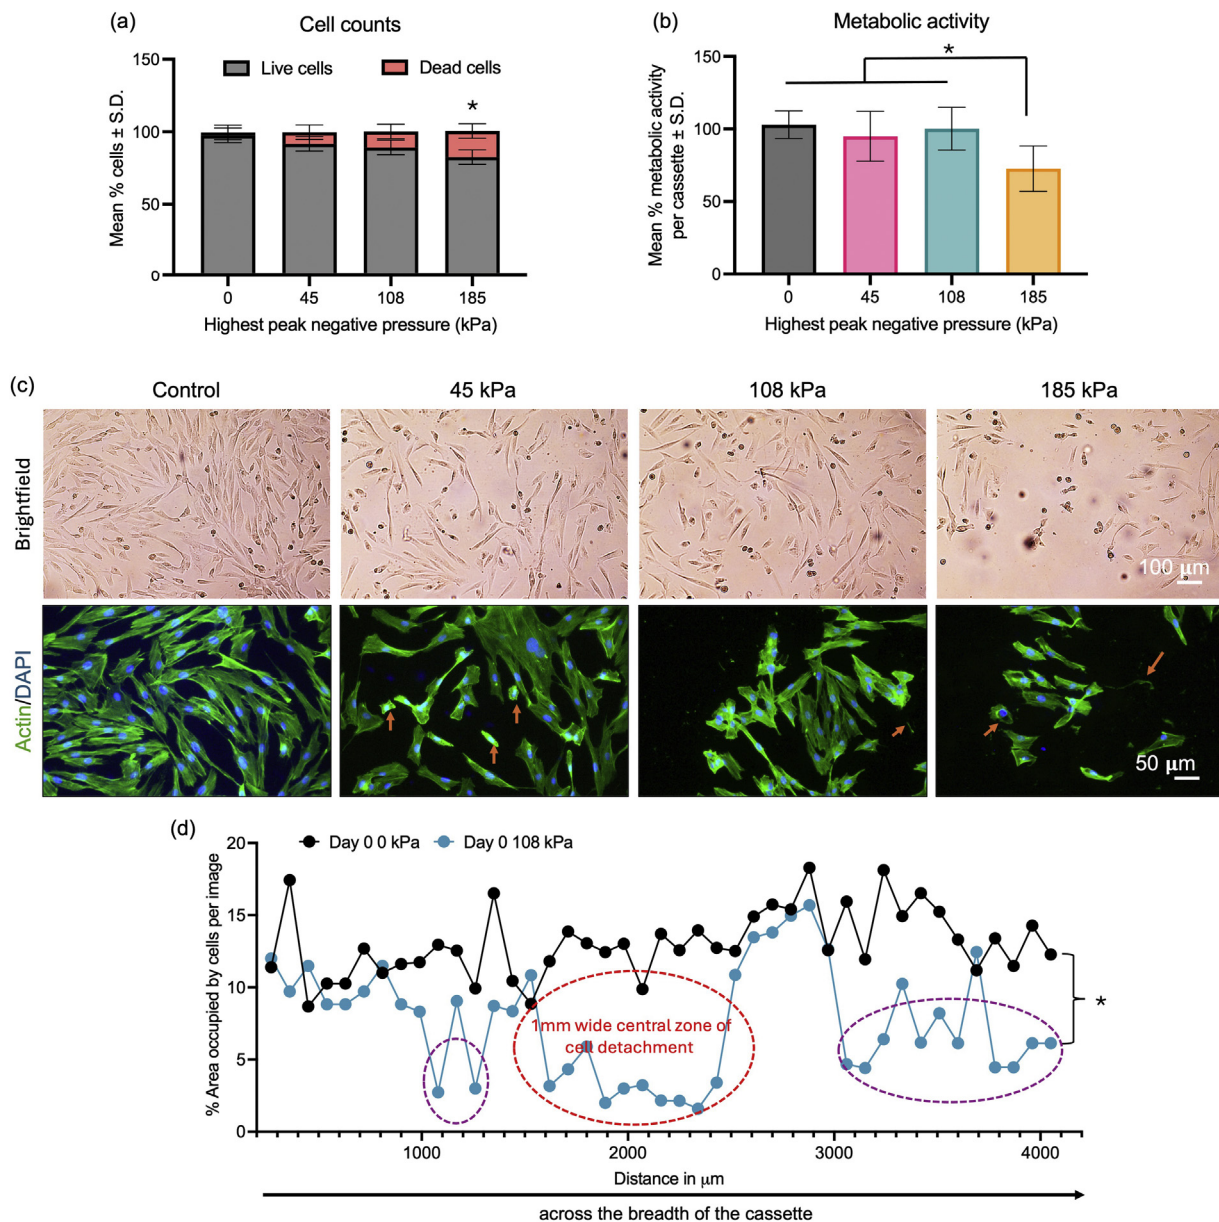 (a)
Cell counts
Live cells
Dead cells
*
150
100
50
0
Mean % cells ± S.D.
0 45 108 185
Highest peak negative pressure (kPa)
(b)
Metabolic activity
*
150
100
50
0
Mean % metabolic activity
per cassette ± S.D.
0 45 108 185
Highest peak negative pressure (kPa)
(c)
Control 45 kPa 108 kPa 185 kPa
Brightfield
100 μm
Actin/DAPI
50 μm
(d)
Day 0 0 kPa
Day 0 108 kPa
20
15
10
5
0
% Area occupied by cells per image
1mm wide central zone of
cell detachment
*
1000 2000 3000 4000
Distance in μm
across the breadth of the cassette